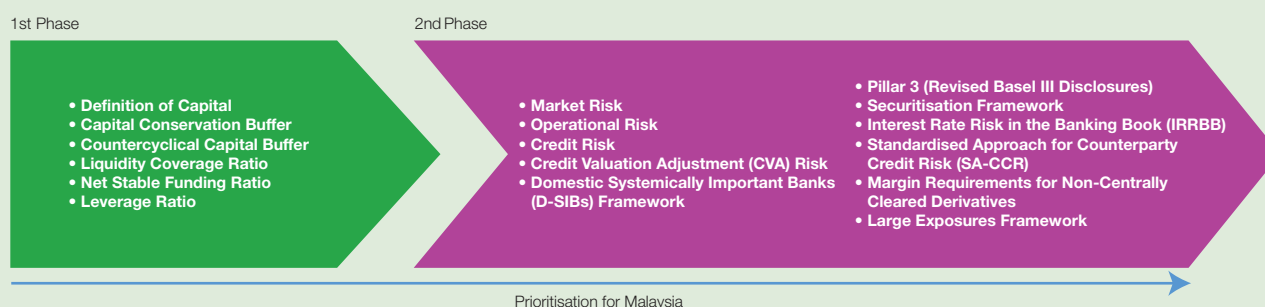 1st Phase
2nd Phase
• Definition of Capital
• Capital Conservation Buffer
• Countercyclical Capital Buffer
• Liquidity Coverage Ratio
• Net Stable Funding Ratio
• Leverage Ratio
• Market Risk
• Operational Risk
• Credit Risk
• Credit Valuation Adjustment (CVA) Risk
• Domestic Systemically Important Banks
(D-SIBs) Framework
• Pillar 3 (Revised Basel III Disclosures)
• Securitisation Framework
• Interest Rate Risk in the Banking Book (IRRBB)
• Standardised Approach for Counterparty
Credit Risk (SA-CCR)
• Margin Requirements for Non-Centrally
Cleared Derivatives
• Large Exposures Framework
Prioritisation for Malaysia